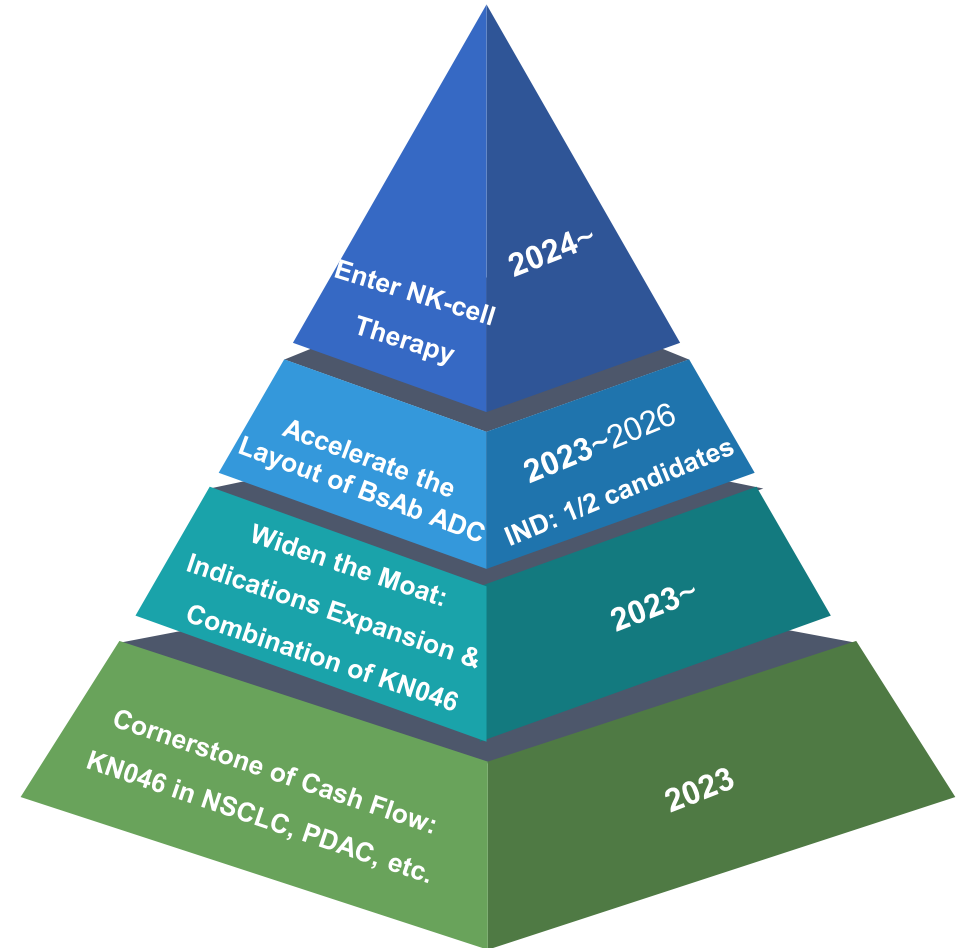 Enter NK-cell
Therapy
2024~
Accelerate the
Layout of BsAb ADC
2023~2026
IND: 1/2 candidates
Widen the Moat:
Indications Expansion &
Combination of KN046
2023~
Cornerstone of Cash Flow:
KN046 in NSCLC, PDAC, etc.
2023